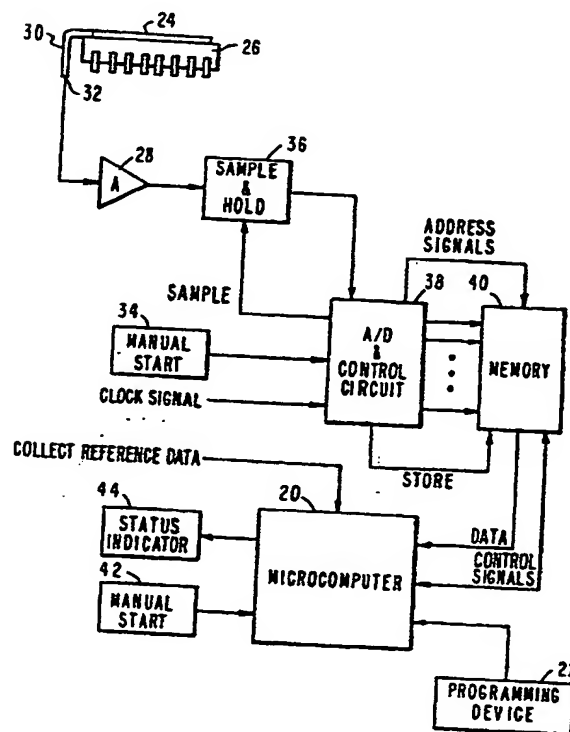 24
30
26
32
28
A
36
SAMPLE
&
HOLD
ADDRESS
SIGNALS
SAMPLE
38
40
34
MANUAL
START
A/D
&
CONTROL
CIRCUIT
MEMORY
CLOCK SIGNAL
STORE
COLLECT REFERENCE DATA
44
20
STATUS
INDICATOR
DATA
CONTROL
SIGNALS
42
MICROCOMPUTER
MANUAL
START
PROGRAMMING
DEVICE